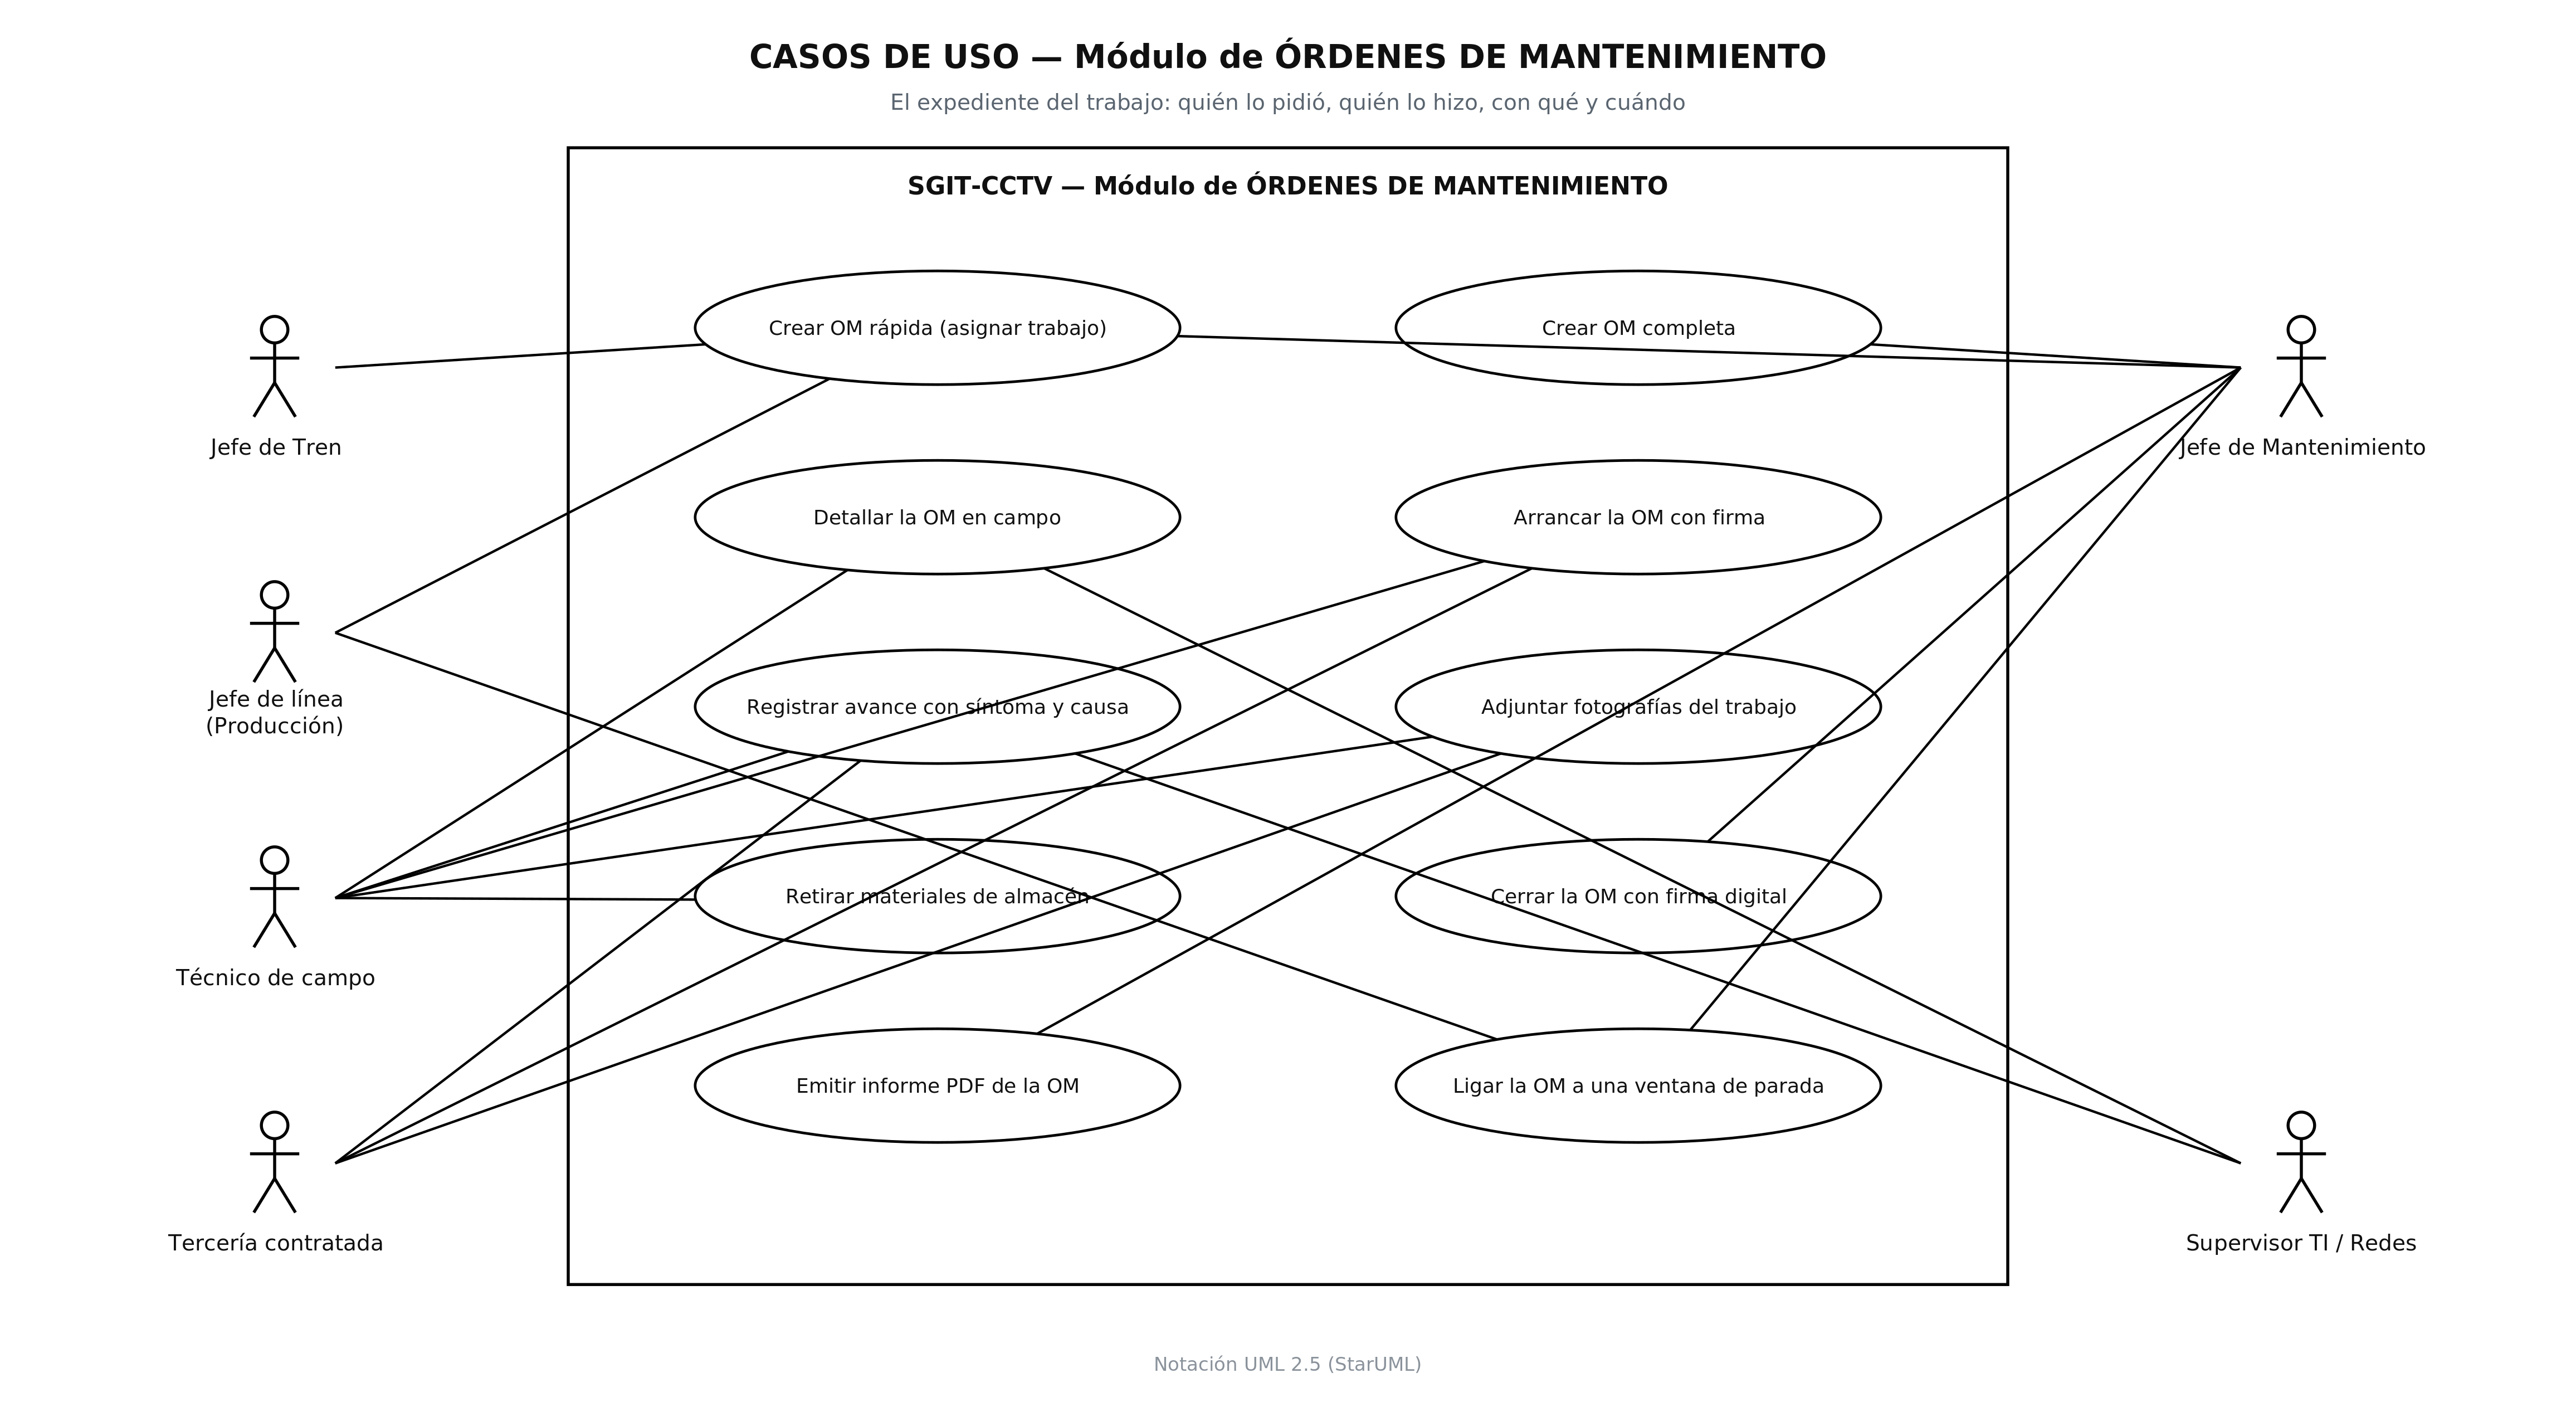 CASOS DE USO — Módulo de ÓRDENES DE MANTENIMIENTO
El expediente del trabajo: quién lo pidió, quién lo hizo, con qué y cuándo
SGIT-CCTV — Módulo de ÓRDENES DE MANTENIMIENTO
Crear OM rápida (asignar trabajo)
Crear OM completa
Jefe de Tren
Jefe de Mantenimiento
Detallar la OM en campo
Arrancar la OM con firma
Jefe de línea
(Producción)
Registrar avance con síntoma y causa
Adjuntar fotografías del trabajo
Retirar materiales de almacén
Cerrar la OM con firma digital
Técnico de campo
Emitir informe PDF de la OM
Ligar la OM a una ventana de parada
Tercería contratada
Supervisor TI / Redes
Notación UML 2.5 (StarUML)